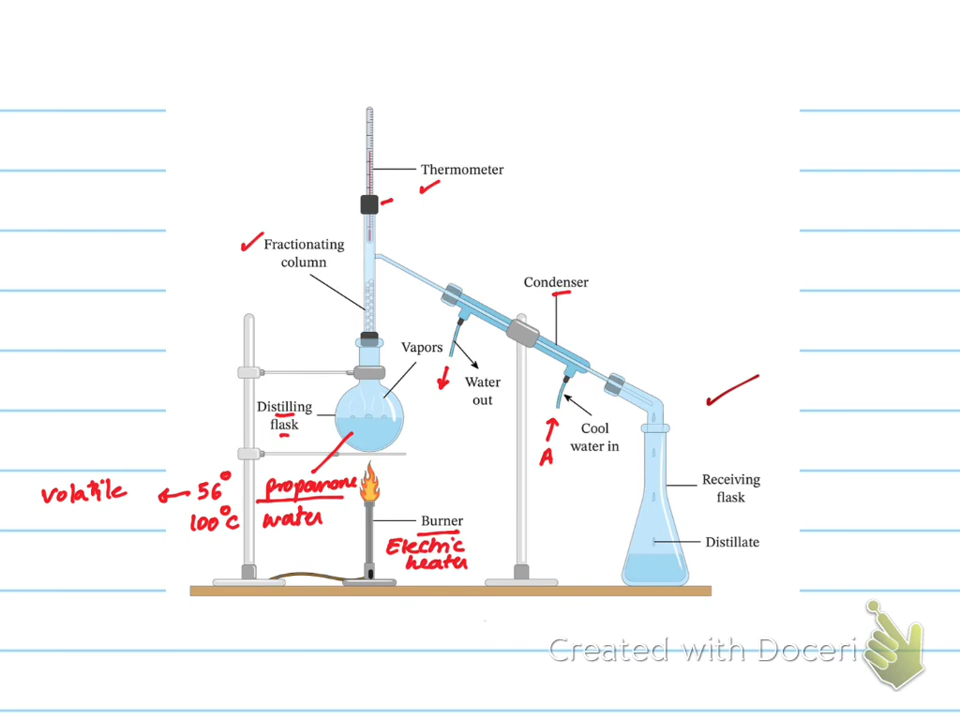 Thermometer
Fractionating
column
Condenser
Vapors
Water
out
Distilling
flask
Cool
water in
A
Volatile ← 56° propanone
100°C water
Receiving
flask
Burner
Electric
heater
Distillate
Created with Doceri